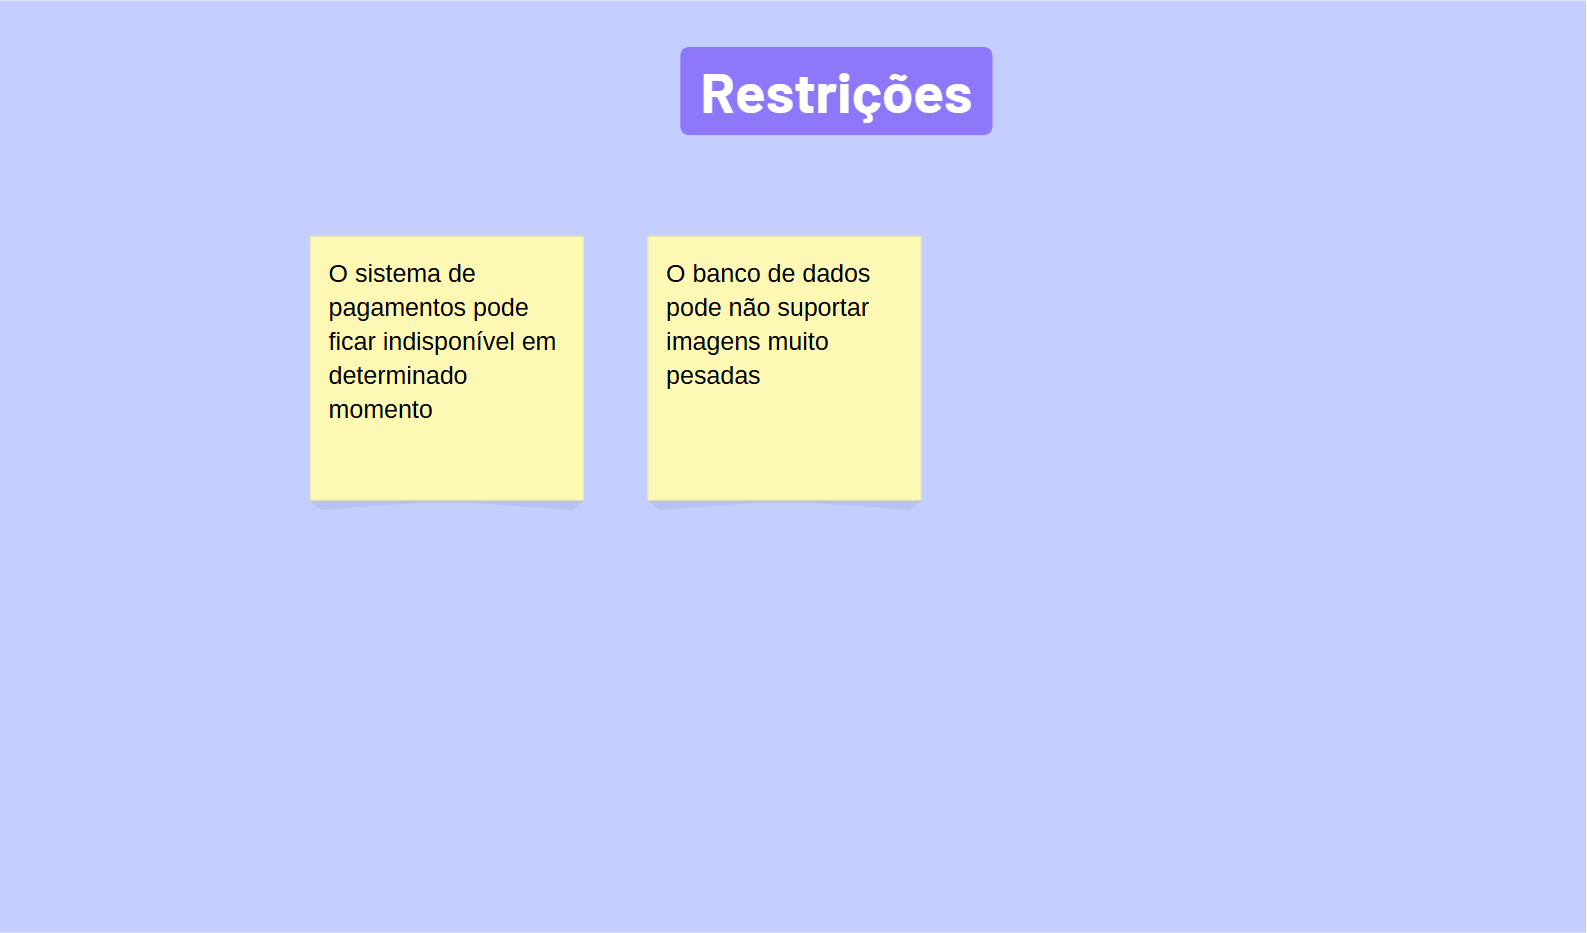 Restrições
O sistema de
pagamentos pode
ficar indisponível em
determinado
momento
O banco de dados
pode não suportar
imagens muito
pesadas